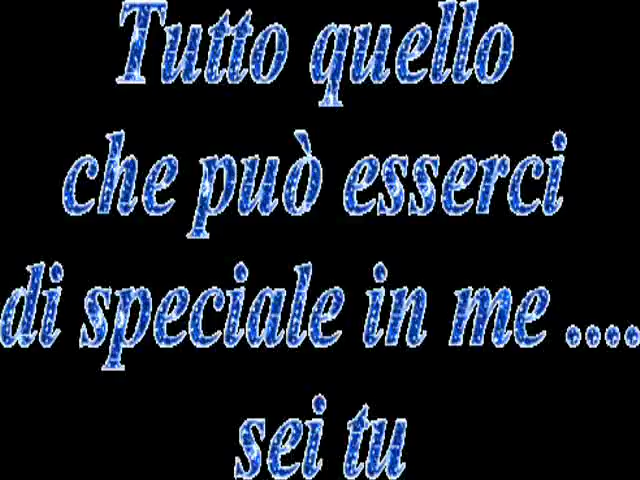 Tutto quello
che può esserci
di speciale in me ....
sei tu